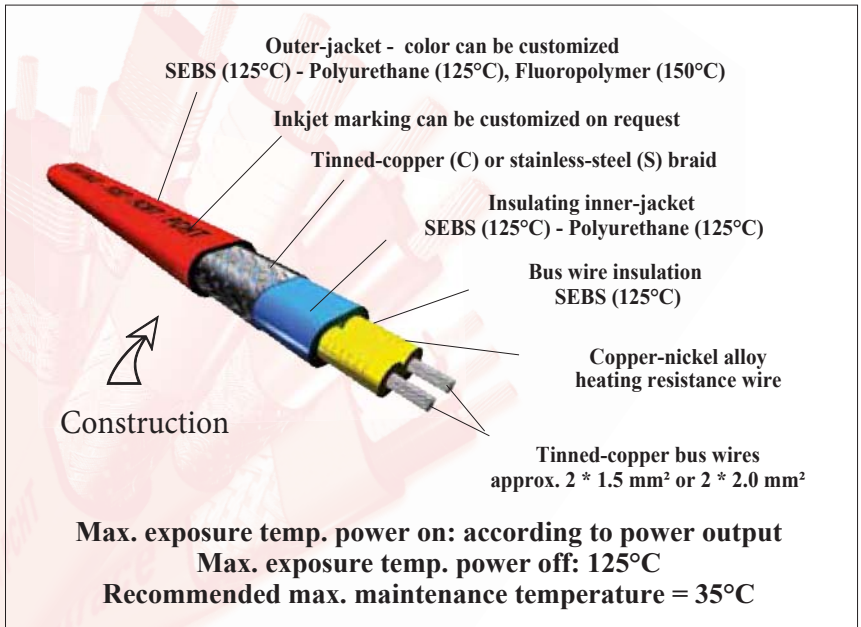 Outer-jacket -  color can be customized
SEBS (125°C) - Polyurethane (125°C), Fluoropolymer (150°C)
Inkjet marking can be customized on request
Tinned-copper (C) or stainless-steel (S) braid
Insulating inner-jacket
SEBS (125°C) - Polyurethane (125°C)
Bus wire insulation
SEBS (125°C)
Copper-nickel alloy
heating resistance wire
Construction
Tinned-copper bus wires
approx. 2 * 1.5 mm² or 2 * 2.0 mm²
Max. exposure temp. power on: according to power output
Max. exposure temp. power off: 125°C
Recommended max. maintenance temperature = 35°C